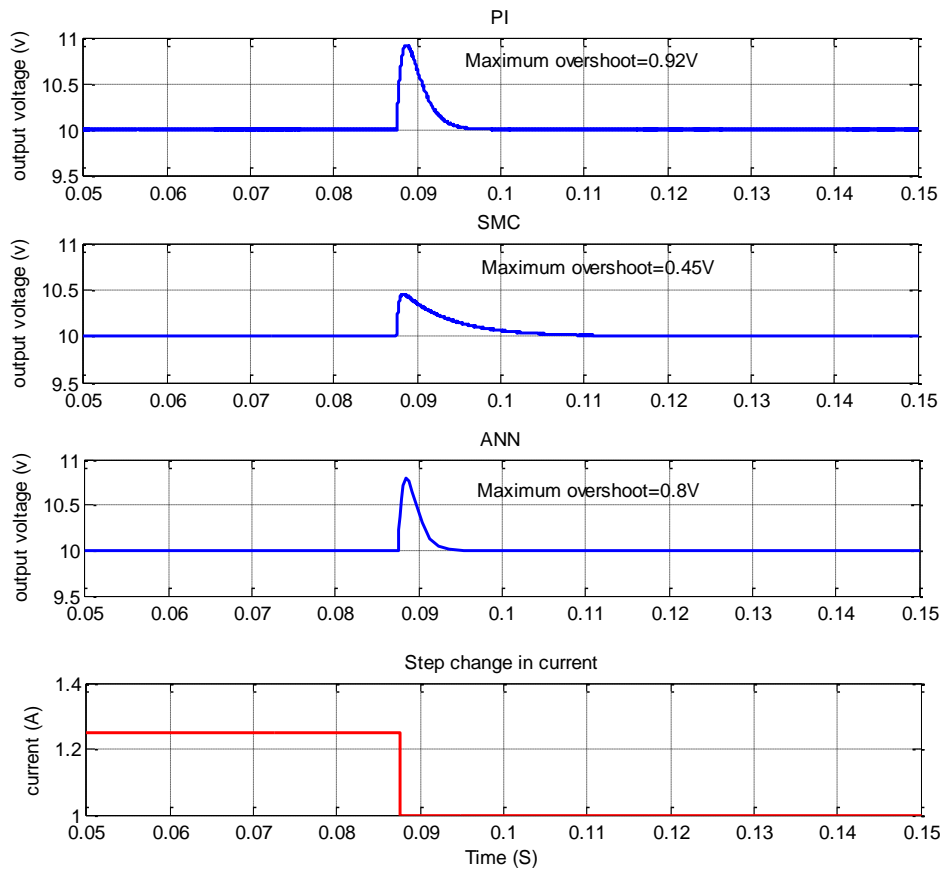 PI
11
10.5
10
9.5
output voltage (v)
Maximum overshoot=0.92V
0.05 0.06 0.07 0.08 0.09 0.1 0.11 0.12 0.13 0.14 0.15
SMC
11
10.5
10
9.5
output voltage (v)
Maximum overshoot=0.45V
0.05 0.06 0.07 0.08 0.09 0.1 0.11 0.12 0.13 0.14 0.15
ANN
11
10.5
10
9.5
output voltage (v)
Maximum overshoot=0.8V
0.05 0.06 0.07 0.08 0.09 0.1 0.11 0.12 0.13 0.14 0.15
Step change in current
1.4
1.2
1
current (A)
0.05 0.06 0.07 0.08 0.09 0.1 0.11 0.12 0.13 0.14 0.15
Time (S)